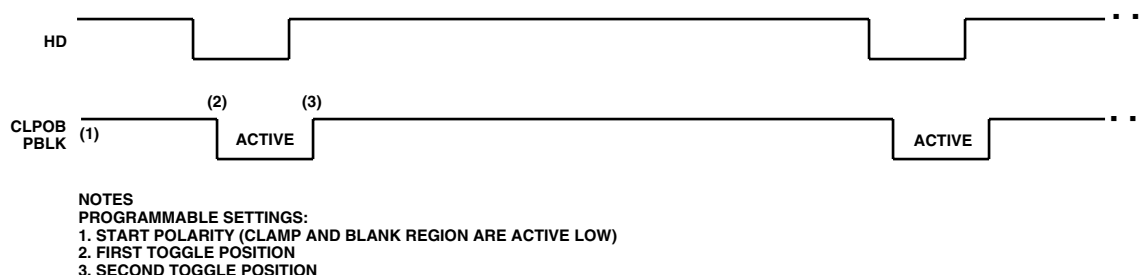 HD
(2) (3)
CLPOB
PBLK (1) ACTIVE ACTIVE
NOTES
PROGRAMMABLE SETTINGS:
1. START POLARITY (CLAMP AND BLANK REGION ARE ACTIVE LOW)
2. FIRST TOGGLE POSITION
3. SECOND TOGGLE POSITION